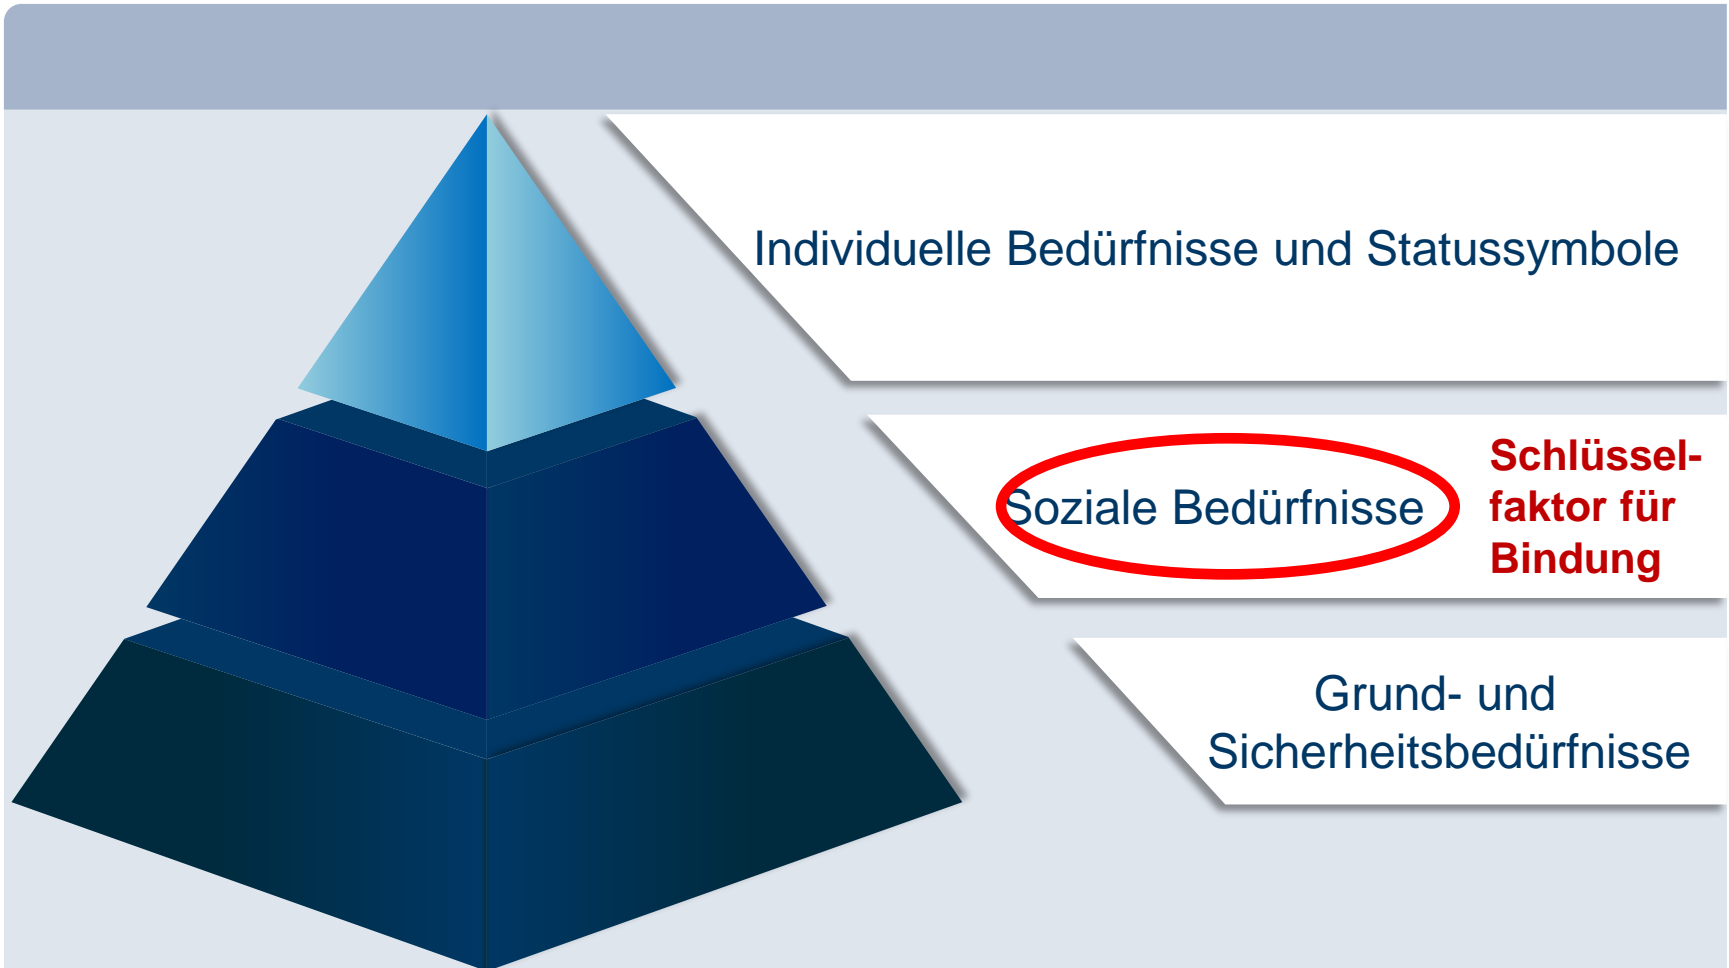 Individuelle Bedürfnisse und Statussymbole
Soziale Bedürfnisse
Schlüssel-
faktor für
Bindung
Grund- und
Sicherheitsbedürfnisse